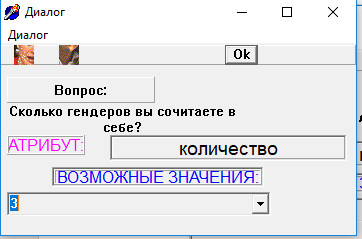 Диалог
Диалог
Ok
Вопрос:
Сколько гендеров вы сочитаете в
себе?
АТРИБУТ:
количество
ВОЗМОЖНЫЕ ЗНАЧЕНИЯ:
3